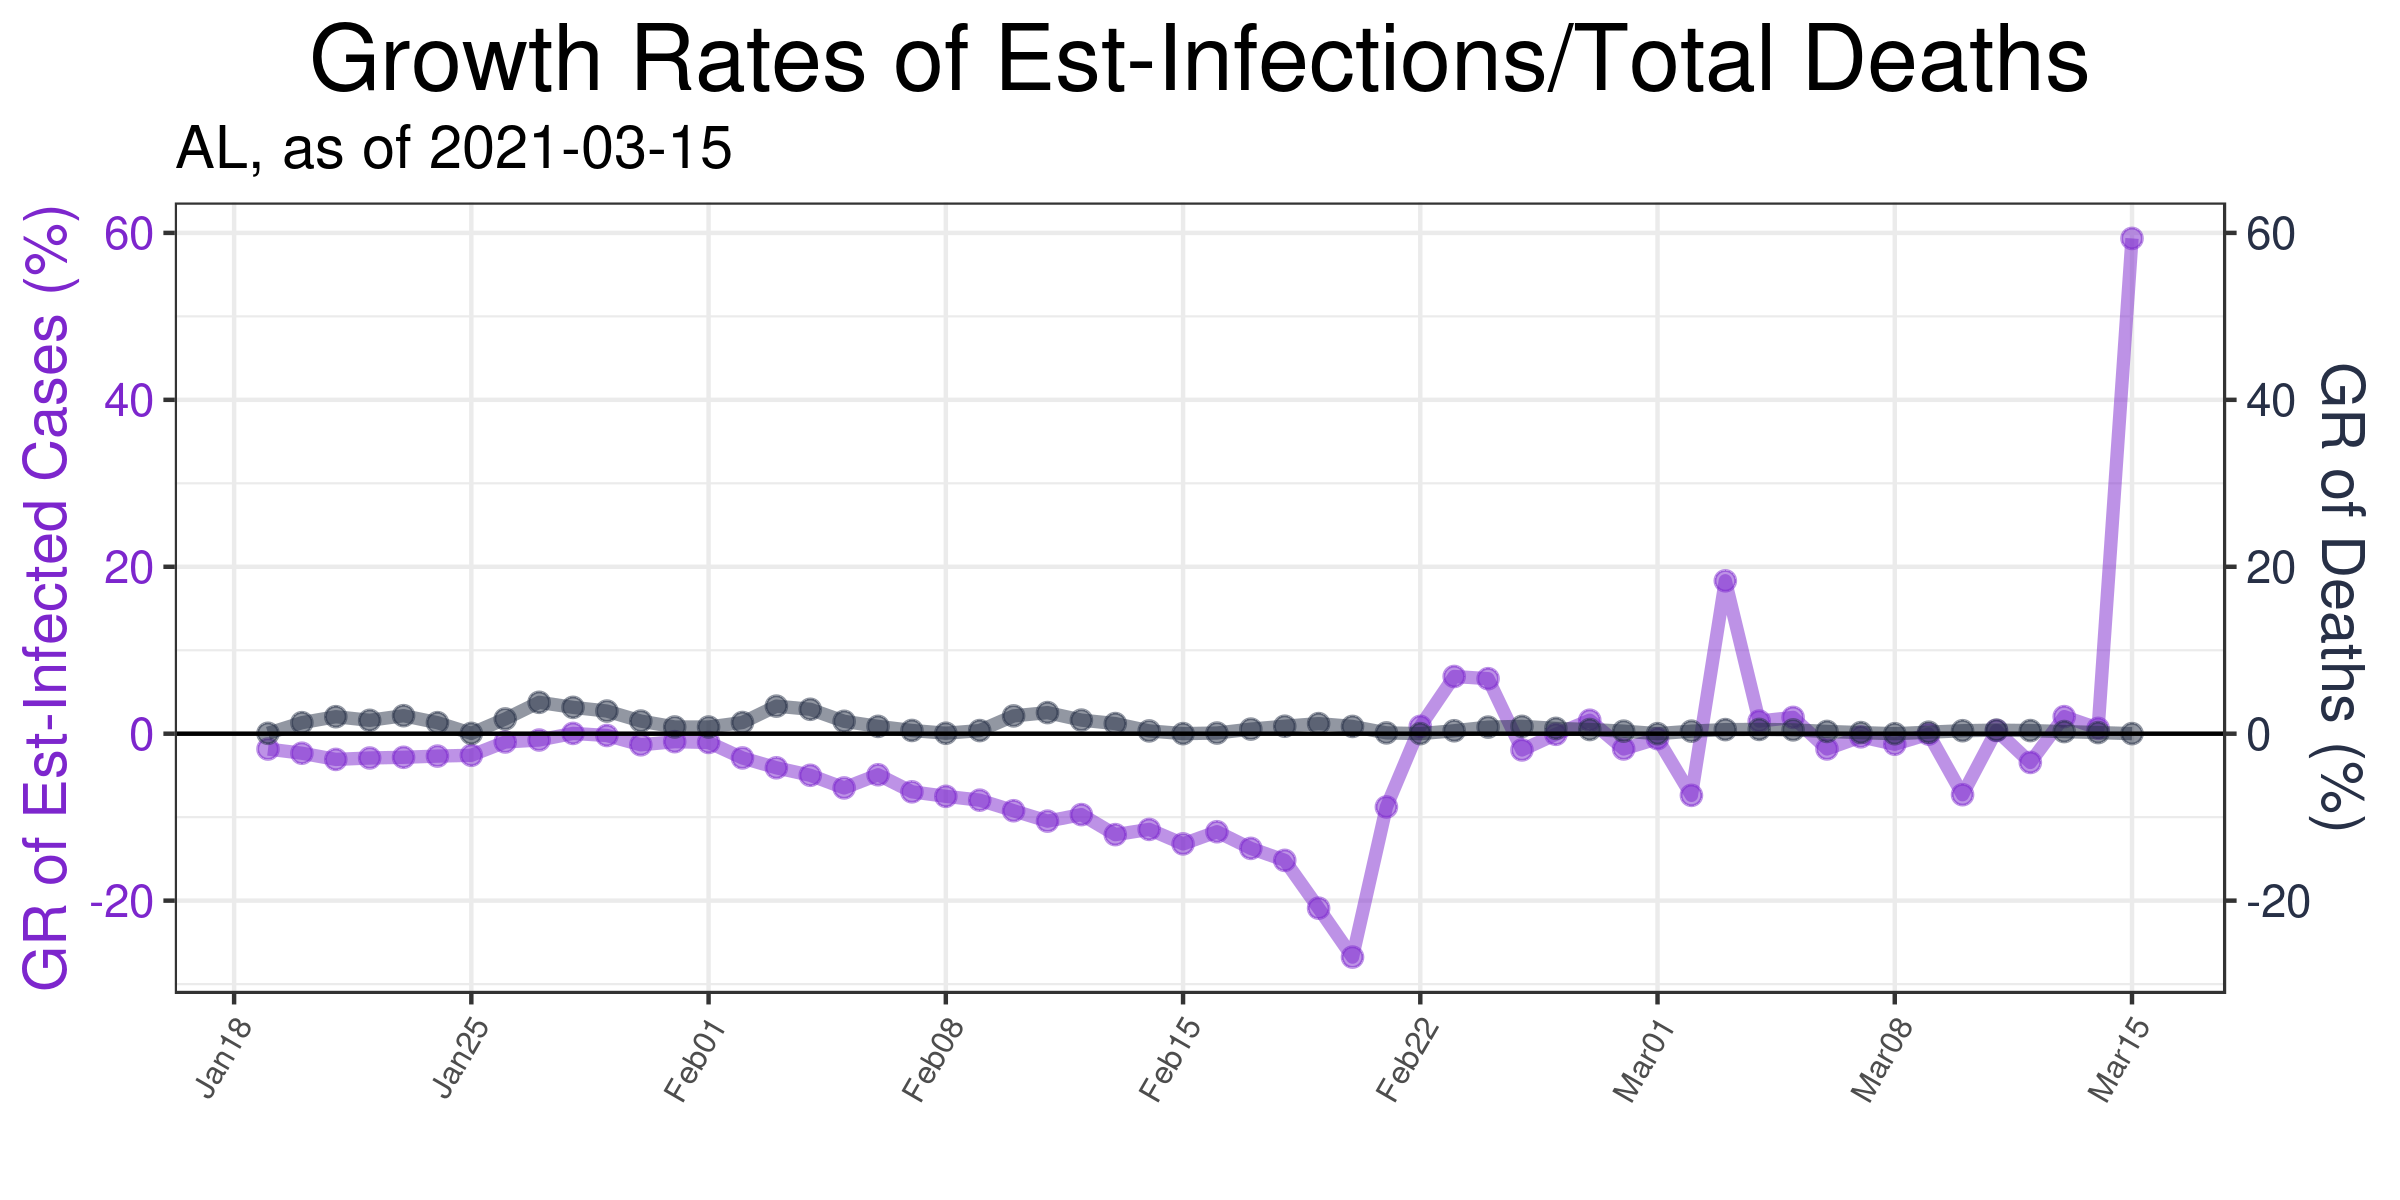 Growth Rates of Est-Infections/Total Deaths
AL, as of 2021-03-15
GR of Est-Infected Cases (%)
60
40
20
0
-20
60
40
20
0
-20
GR of Deaths (%)
Jan18
Jan25
Feb01
Feb08
Feb15
Feb22
Mar01
Mar08
Mar15